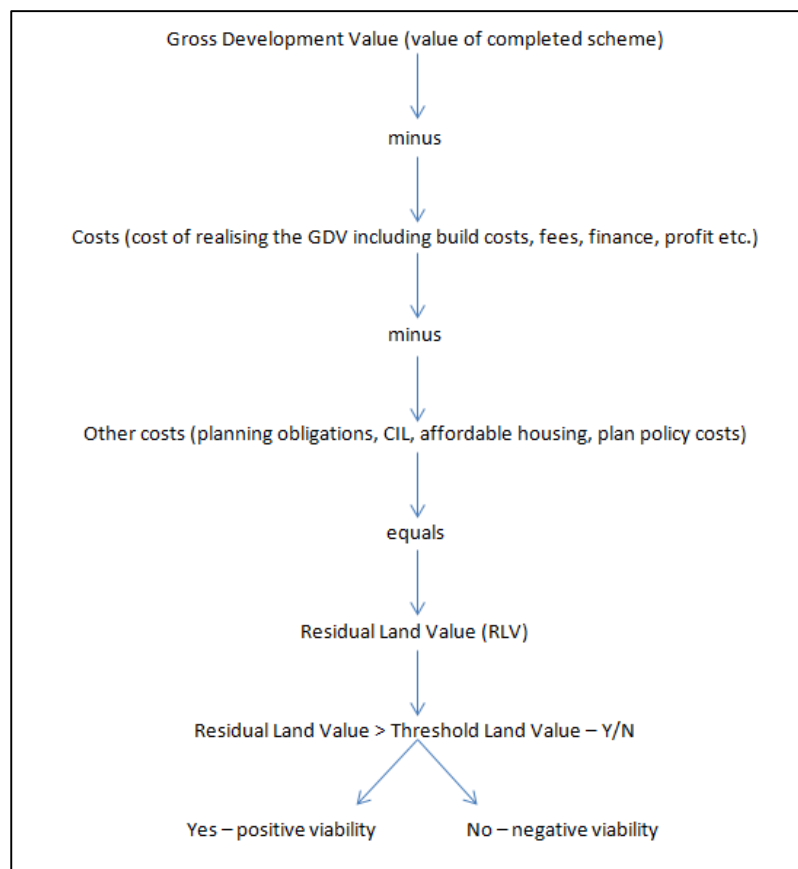 Gross Development Value (value of completed scheme)
minus
Costs (cost of realising the GDV including build costs, fees, finance, profit etc.)
minus
Other costs (planning obligations, CIL, affordable housing, plan policy costs)
equals
Residual Land Value (RLV)
Residual Land Value > Threshold Land Value – Y/N
Yes – positive viability
No – negative viability